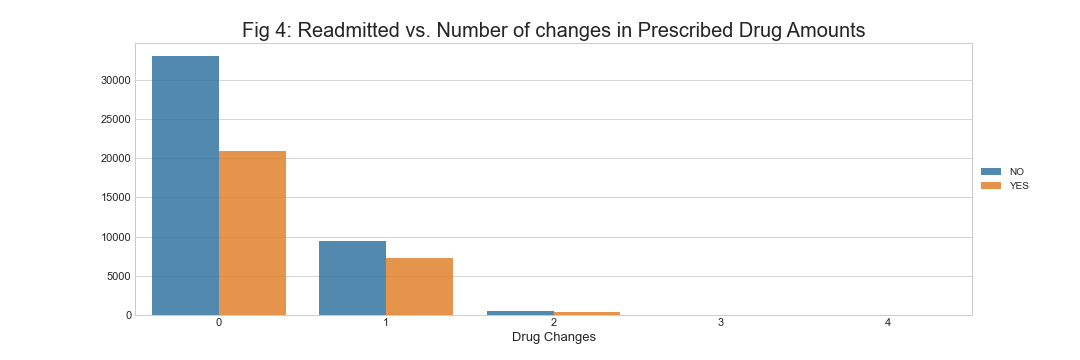 Fig 4: Readmitted vs. Number of changes in Prescribed Drug Amounts
30000
25000
20000
15000
10000
5000
0
NO
YES
0 1 2 3 4
Drug Changes